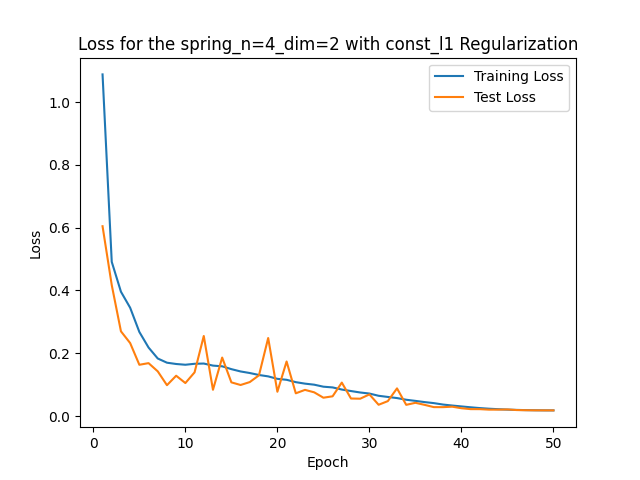 Loss for the spring_n=4_dim=2 with const_l1 Regularization
Training Loss
Test Loss
1.0
0.8
0.6
0.4
0.2
0.0
Loss
0
10
20
30
40
50
Epoch